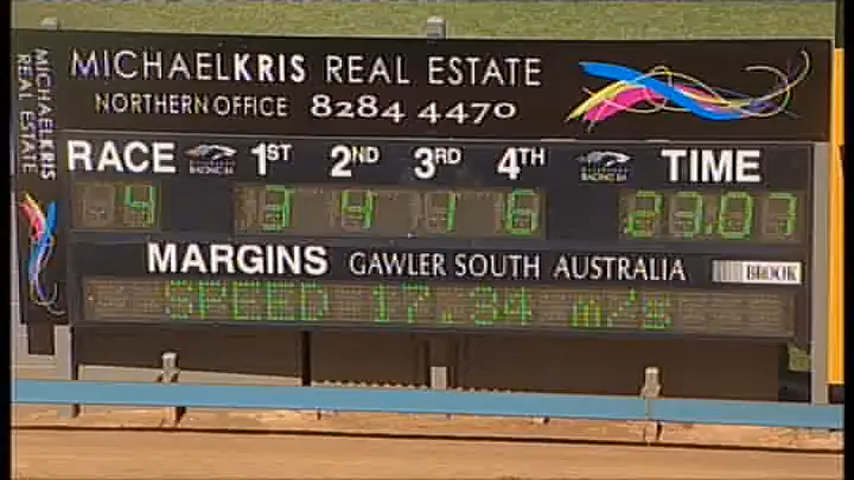 MICHAELKRIS REAL ESTATE
NORTHERN OFFICE 8284 4470
MICHAELKRIS
REAL ESTATE
RACE 1ST 2ND 3RD 4TH TIME
4 3 4 1 6 23.07
MARGINS GAWLER SOUTH AUSTRALIA BROOK
SPEED 17.34 m/s